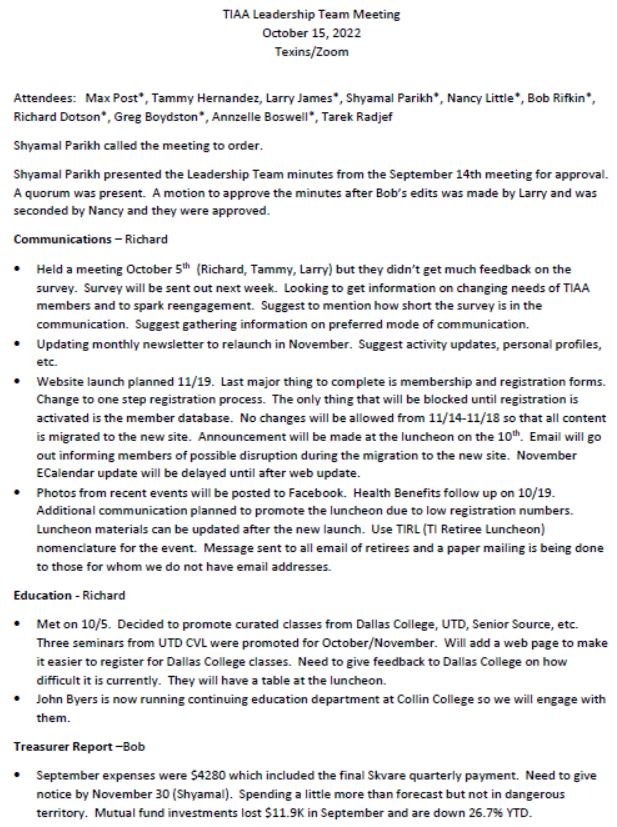 TIAA Leadership Team Meeting
October 15, 2022
Texins/Zoom
Attendees: Max Post*, Tammy Hernandez, Larry James*, Shyamal Parikh*, Nancy Little*, Bob Rifkin*,
Richard Dotson*, Greg Boydston*, Annzelle Boswell*, Tarek Radjef
Shyamal Parikh called the meeting to order.
Shyamal Parikh presented the Leadership Team minutes from the September 14th meeting for approval.
A quorum was present. A motion to approve the minutes after Bob's edits was made by Larry and was
seconded by Nancy and they were approved.
Communications – Richard
• Held a meeting October 5th (Richard, Tammy, Larry) but they didn't get much feedback on the
survey. Survey will be sent out next week. Looking to get information on changing needs of TIAA
members and to spark reengagement. Suggest to mention how short the survey is in the
communication. Suggest gathering information on preferred mode of communication.
• Updating monthly newsletter to relaunch in November. Suggest activity updates, personal profiles,
etc.
• Website launch planned 11/19. Last major thing to complete is membership and registration forms.
Change to one step registration process. The only thing that will be blocked until registration is
activated is the member database. No changes will be allowed from 11/14-11/18 so that all content
is migrated to the new site. Announcement will be made at the luncheon on the 10th. Email will go
out informing members of possible disruption during the migration to the new site. November
ECalendar update will be delayed until after web update.
• Photos from recent events will be posted to Facebook. Health Benefits follow up on 10/19.
Additional communication planned to promote the luncheon due to low registration numbers.
Luncheon materials can be updated after the new launch. Use TIRL (TI Retiree Luncheon)
nomenclature for the event. Message sent to all email of retirees and a paper mailing is being done
to those for whom we do not have email addresses.
Education - Richard
• Met on 10/5. Decided to promote curated classes from Dallas College, UTD, Senior Source, etc.
Three seminars from UTD CVL were promoted for October/November. Will add a web page to make
it easier to register for Dallas College classes. Need to give feedback to Dallas College on how
difficult it is currently. They will have a table at the luncheon.
• John Byers is now running continuing education department at Collin College so we will engage with
them.
Treasurer Report –Bob
• September expenses were $4280 which included the final Skvare quarterly payment. Need to give
notice by November 30 (Shyamal). Spending a little more than forecast but not in dangerous
territory. Mutual fund investments lost $11.9K in September and are down 26.7% YTD.